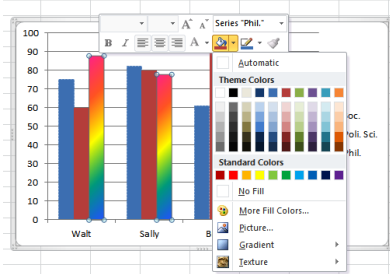 Series "Phil."
B I A
Automatic
Theme Colors
Standard Colors
No Fill
More Fill Colors...
Picture...
Gradient
Texture
100
90
80
70
60
50
40
30
20
10
0
Walt Sally B
oc.
oli. Sci.
hil.